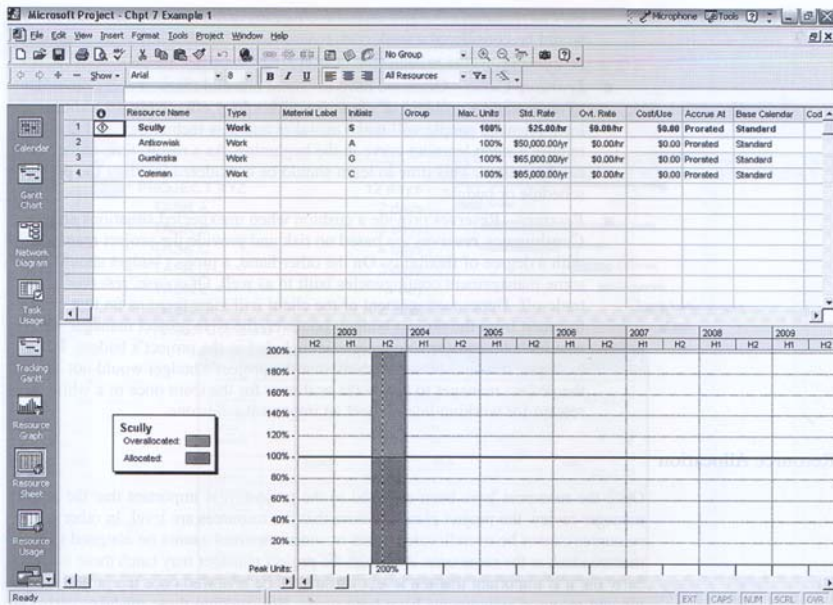 Microsoft Project - Chpt 7 Example 1
Microphone Tools
File Edit View Insert Format Tools Project Window Help
No Group
Show Arial 8 B I U All Resources
Resource Name Type Material Label Initials Group Max. Units Std. Rate Ovt. Rate Cost/Use Accrue At Base Calendar Cod
1 Scully Work S 100% $25.00/hr $0.00/hr $0.00 Prorated Standard
2 Antkowiak Work A 100% $50,000.00/yr $0.00/hr $0.00 Prorated Standard
3 Guminska Work G 100% $65,000.00/yr $0.00/hr $0.00 Prorated Standard
4 Coleman Work C 100% $65,000.00/yr $0.00/hr $0.00 Prorated Standard
Calendar
Gantt Chart
Network Diagram
Task Usage
Tracking Gantt
Resource Graph
Resource Sheet
Resource Usage
2003 2004 2005 2006 2007 2008 2009
H2 H1 H2 H1 H2 H1 H2 H1 H2 H1 H2 H1 H2 H1
200%
180%
160%
140%
120%
100%
80%
60%
40%
20%
Scully
Overallocated:
Allocated:
Peak Units: 200%
Ready
EXT CAPS NUM SCRL OVR